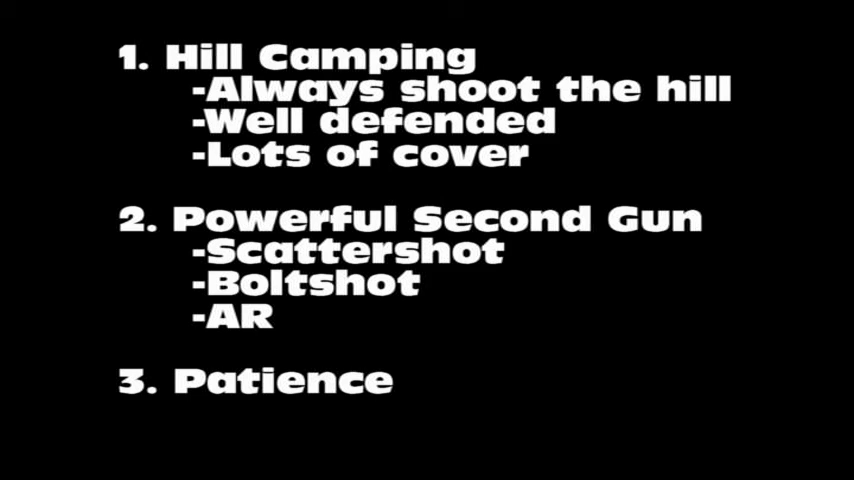 1. Hill Camping
-Always shoot the hill
-Well defended
-Lots of cover
2. Powerful Second Gun
-Scattershot
-Boltshot
-AR
3. Patience